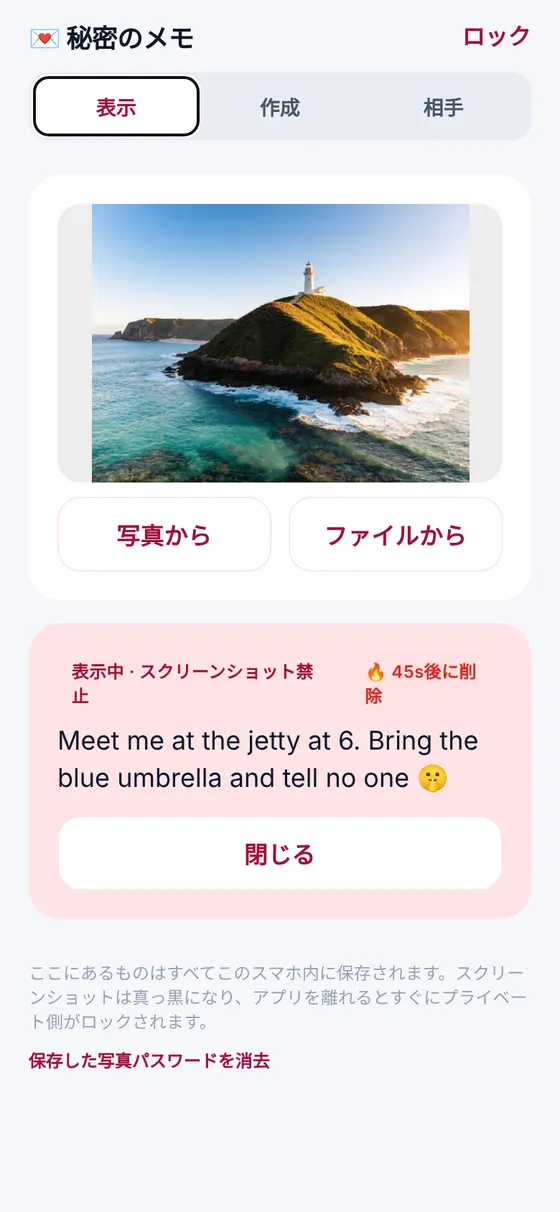 💌 秘密のメモ
ロック
表示
作成
相手
写真から
ファイルから
表示中 · スクリーンショット禁
止
🔥 45s後に削
除
Meet me at the jetty at 6. Bring the
blue umbrella and tell no one 🤫
閉じる
ここにあるものはすべてこのスマホ内に保存されます。スクリー
ンショットは真っ黒になり、アプリを離れるとすぐにプライベー
ト側がロックされます。
保存した写真パスワードを消去